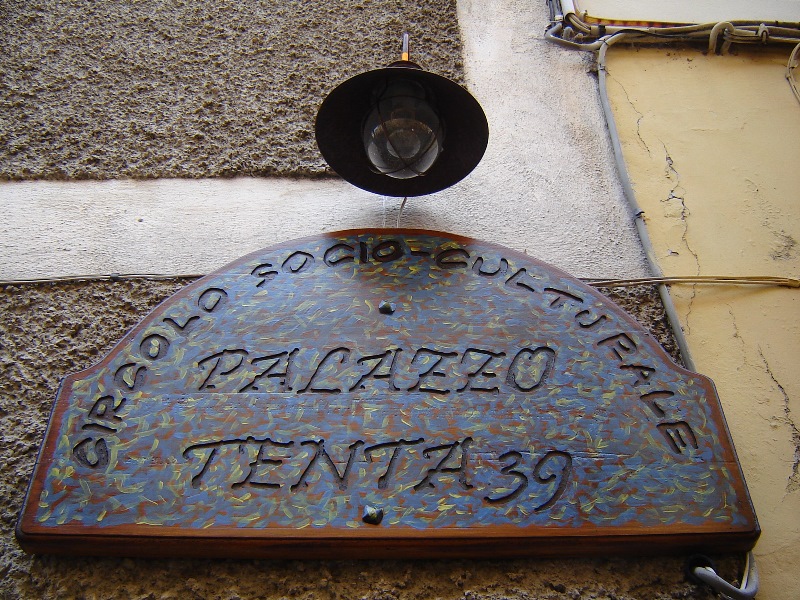 CIRCOLO SOCIO-CULTURALE
PALAZZO
TENTA 39